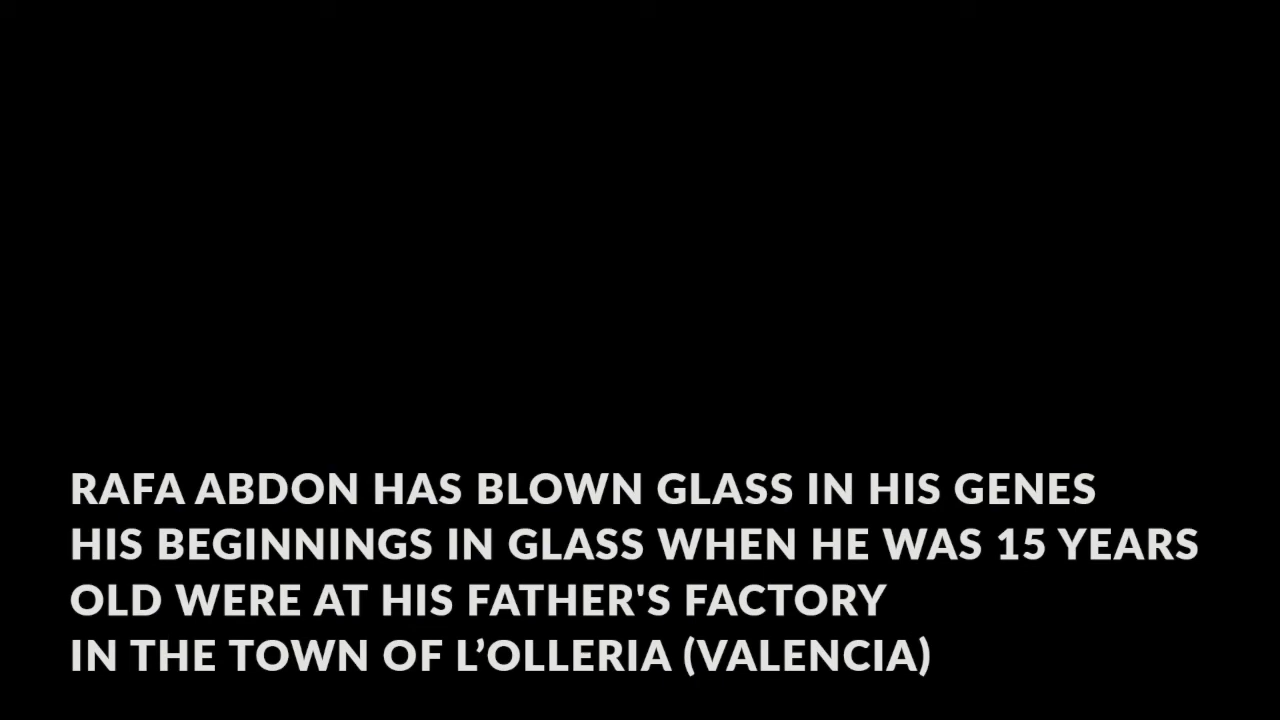 RAFA ABDON HAS BLOWN GLASS IN HIS GENES
HIS BEGINNINGS IN GLASS WHEN HE WAS 15 YEARS
OLD WERE AT HIS FATHER'S FACTORY
IN THE TOWN OF L’OLLERIA (VALENCIA)